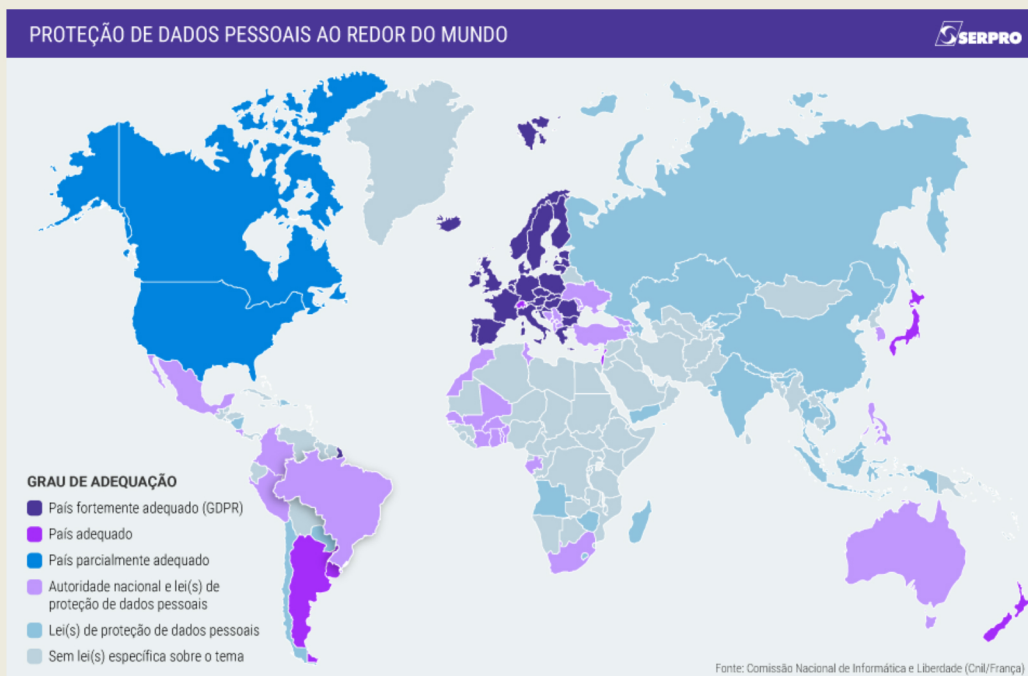 PROTEÇÃO DE DADOS PESSOAIS AO REDOR DO MUNDO
SERPRO
GRAU DE ADEQUAÇÃO
País fortemente adequado (GDPR)
País adequado
País parcialmente adequado
Autoridade nacional e lei(s) de
proteção de dados pessoais
Lei(s) de proteção de dados pessoais
Sem lei(s) específica sobre o tema
Fonte: Comissão Nacional de Informática e Liberdade (Cnil/França)